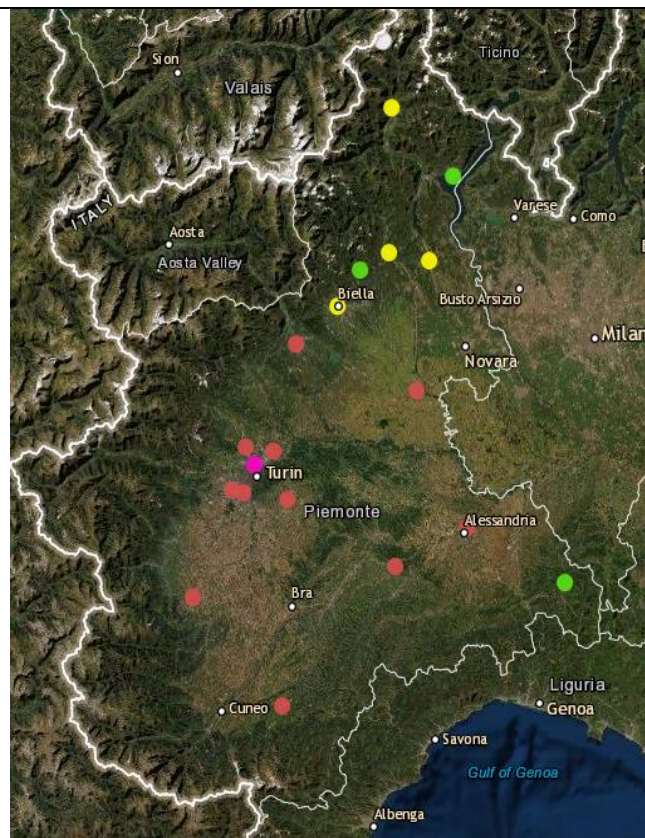 Sion
Ticino
Valais
ITALY
Varese
Como
Aosta
Aosta Valley
Busto Arsizio
Biella
Milan
Novara
Turin
Piemonte
Alessandria
Bra
Liguria
Cuneo
Genoa
Savona
Gulf of Genoa
Albenga